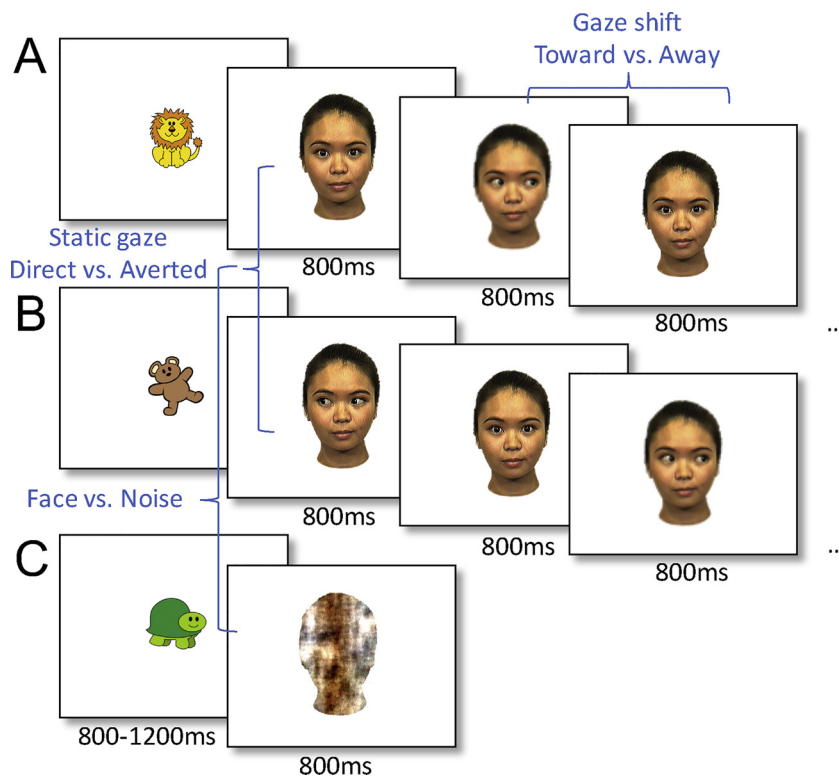 Gaze shift
Toward vs. Away
A
800ms
800ms
800ms
Static gaze
Direct vs. Averted
..
B
800ms
800ms
800ms
Face vs. Noise
..
C
800-1200ms
800ms